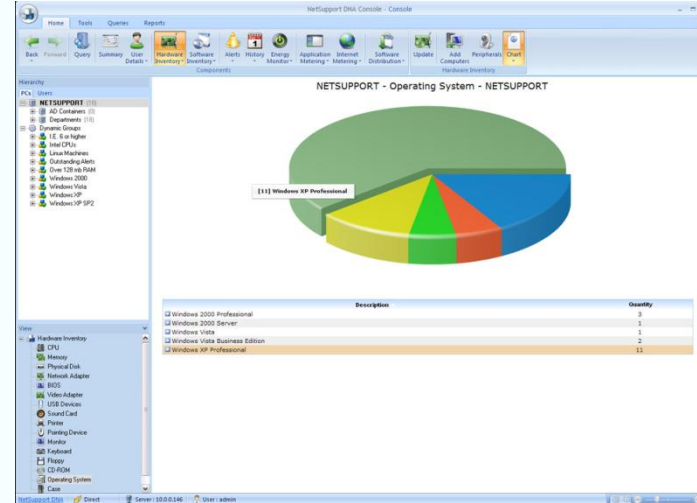 NetSupport DNA Console - Console
Home Tools Queries Reports
Back Forward Query Summary User Details Hardware Inventory Software Inventory Alerts History Energy Monitor Application Metering Internet Metering Software Distribution Update Add Computers Peripherals Chart
Components Hardware Inventory
Hierarchy
PCs Users
NETSUPPORT (18)
AD Containers (0)
Departments (18)
Dynamic Groups
I.E. 6 or higher
Intel CPUs
Linux Machines
Outstanding Alerts
Over 128 mb RAM
Windows 2000
Windows Vista
Windows XP
Windows XP SP2
NETSUPPORT - Operating System - NETSUPPORT
[11] Windows XP Professional
Description Quantity
Windows 2000 Professional 3
Windows 2000 Server 1
Windows Vista 1
Windows Vista Business Edition 2
Windows XP Professional 11
View
Hardware Inventory
CPU
Memory
Physical Disk
Network Adapter
BIOS
Video Adapter
USB Devices
Sound Card
Printer
Pointing Device
Monitor
Keyboard
Floppy
CD-ROM
Operating System
Case
NetSupport DNA Direct Server : 10.0.0.146 User : admin